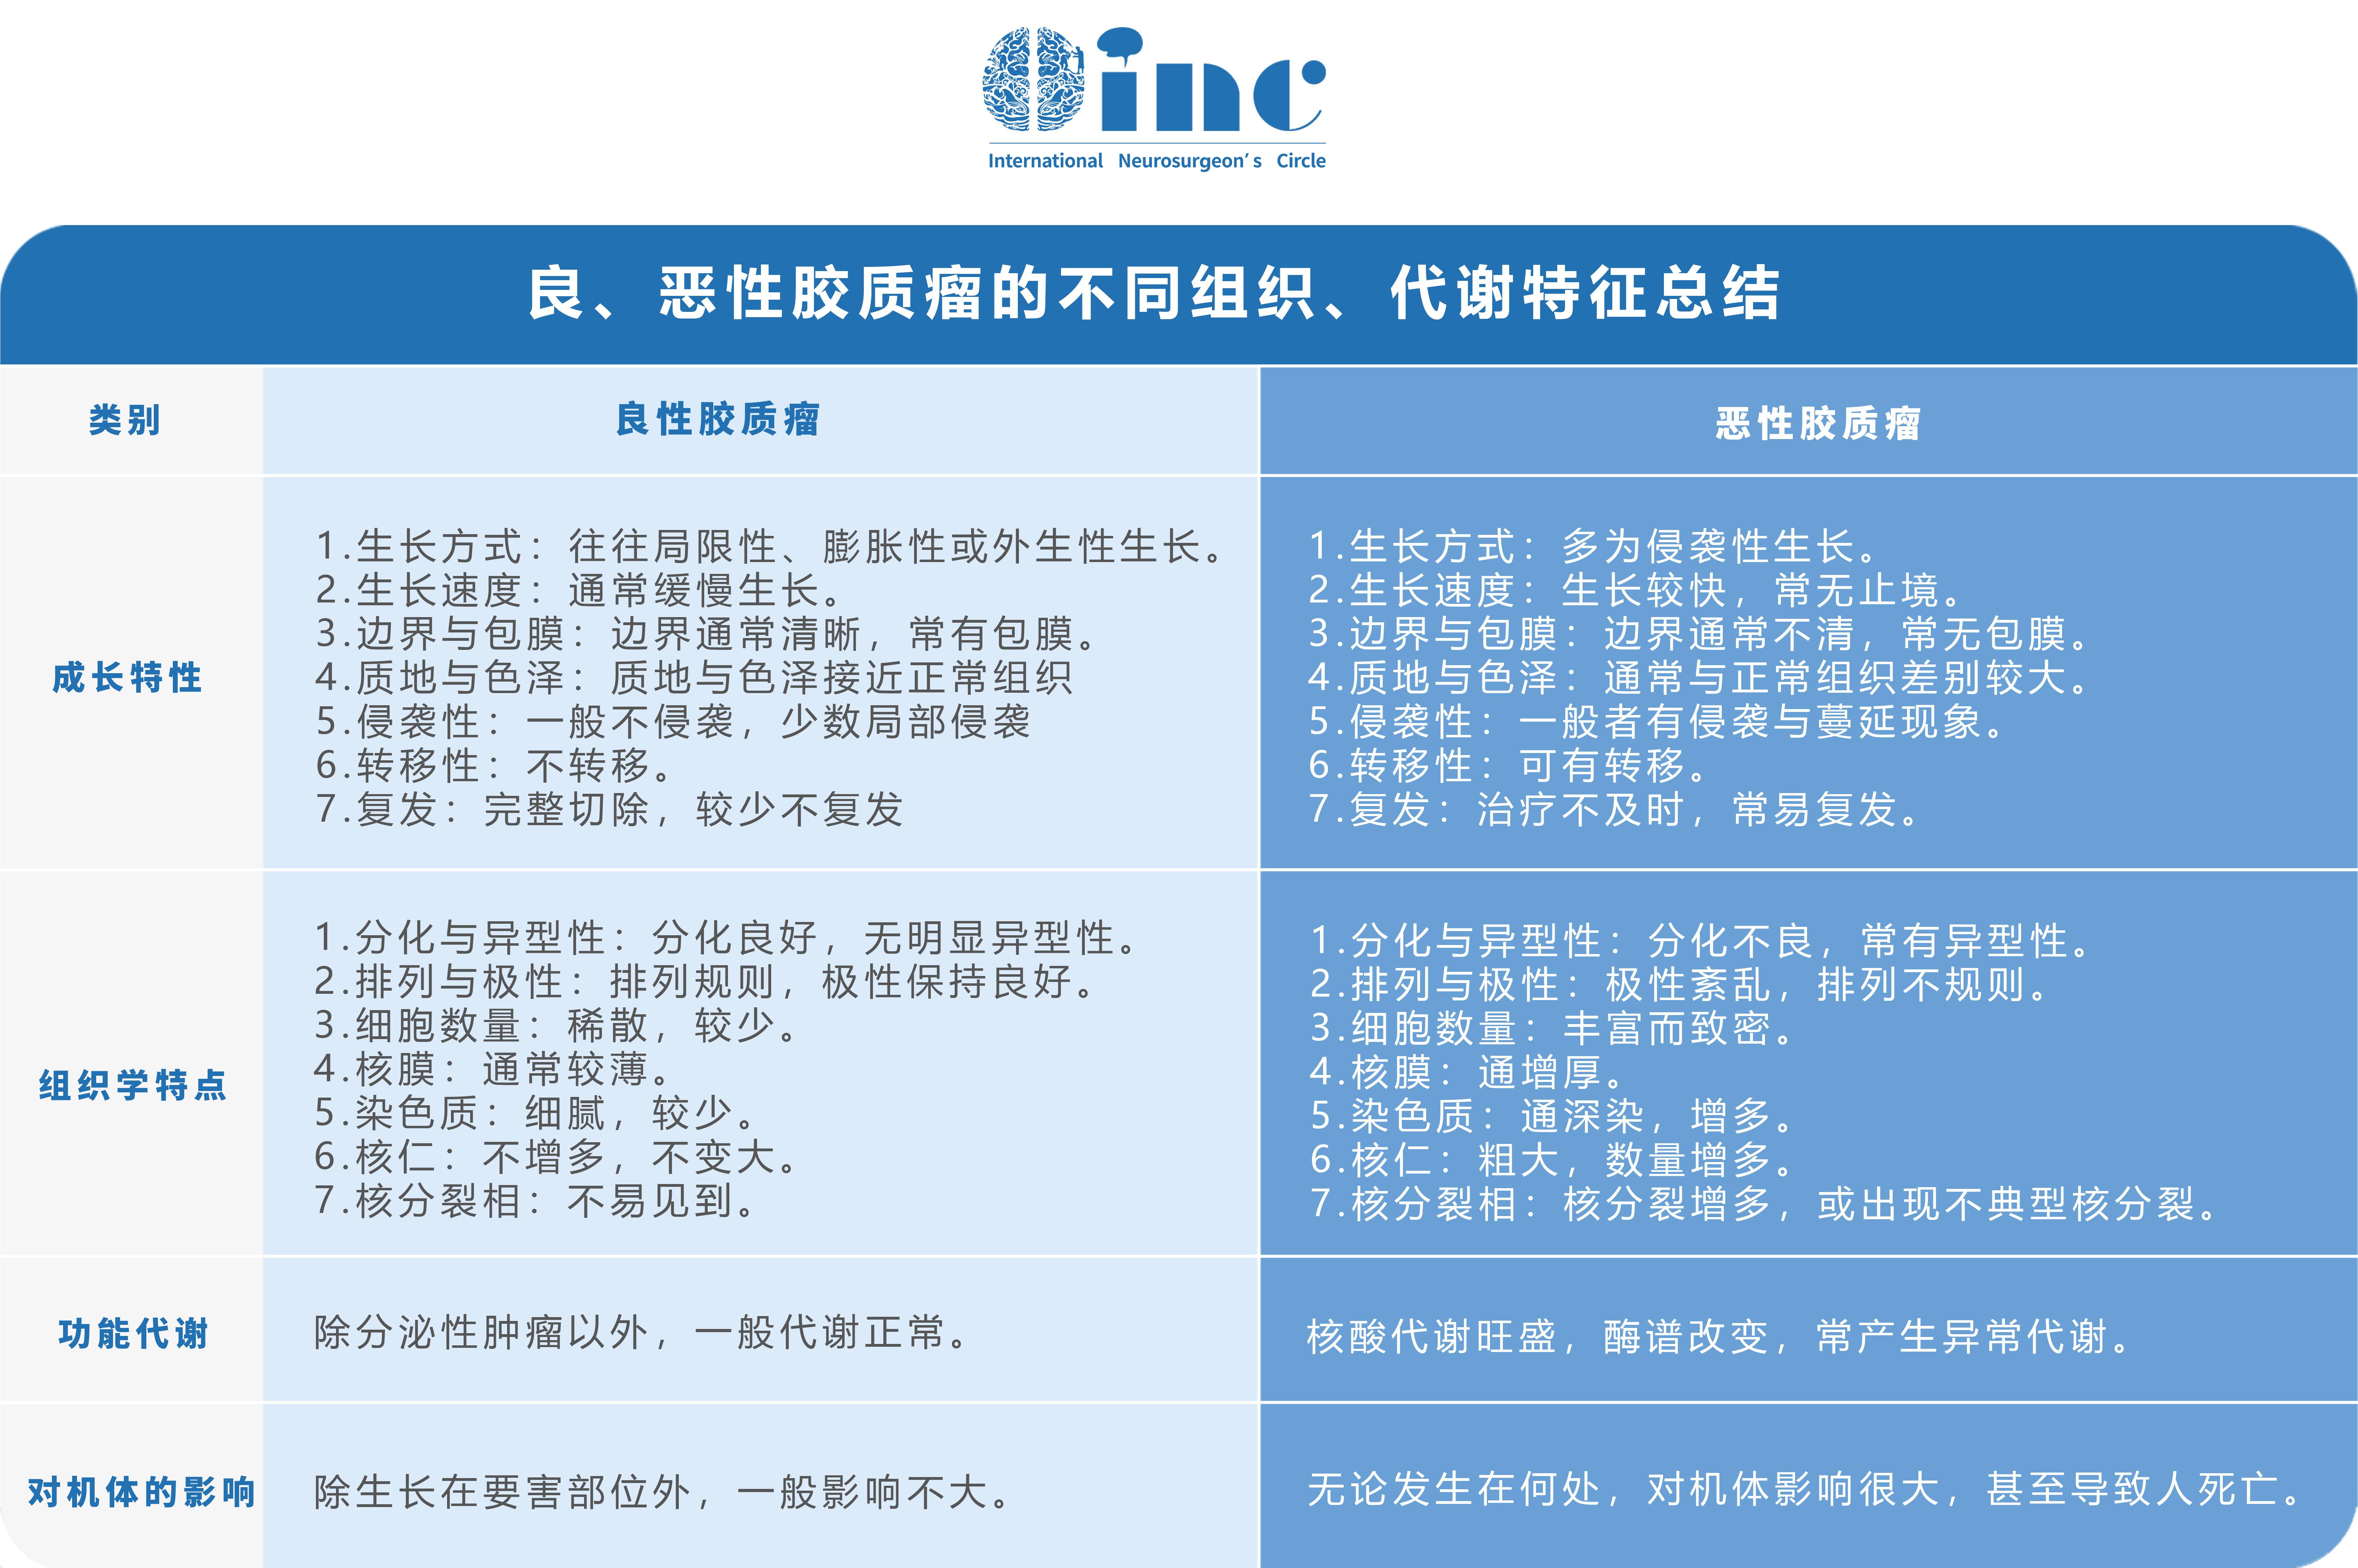 inc
International Neurosurgeon's Circle
良、恶性胶质瘤的不同组织、代谢特征总结
类别
良性胶质瘤
恶性胶质瘤
成长特性
1.生长方式：往往局限性、膨胀性或外生性生长。
2.生长速度：通常缓慢生长。
3.边界与包膜：边界通常清晰，常有包膜。
4.质地与色泽：质地与色泽接近正常组织
5.侵袭性：一般不侵袭，少数局部侵袭
6.转移性：不转移。
7.复发：完整切除，较少不复发
1.生长方式：多为侵袭性生长。
2.生长速度：生长较快，常无止境。
3.边界与包膜：边界通常不清，常无包膜。
4.质地与色泽：通常与正常组织差别较大。
5.侵袭性：一般者有侵袭与蔓延现象。
6.转移性：可有转移。
7.复发：治疗不及时，常易复发。
组织学特点
1.分化与异型性：分化良好，无明显异型性。
2.排列与极性：排列规则，极性保持良好。
3.细胞数量：稀散，较少。
4.核膜：通常较薄。
5.染色质：细腻，较少。
6.核仁：不增多，不变大。
7.核分裂相：不易见到。
1.分化与异型性：分化不良，常有异型性。
2.排列与极性：极性紊乱，排列不规则。
3.细胞数量：丰富而致密。
4.核膜：通增厚。
5.染色质：通深染，增多。
6.核仁：粗大，数量增多。
7.核分裂相：核分裂增多，或出现不典型核分裂。
功能代谢
除分泌性肿瘤以外，一般代谢正常。
核酸代谢旺盛，酶谱改变，常产生异常代谢。
对机体的影响
除生长在要害部位外，一般影响不大。
无论发生在何处，对机体影响很大，甚至导致人死亡。